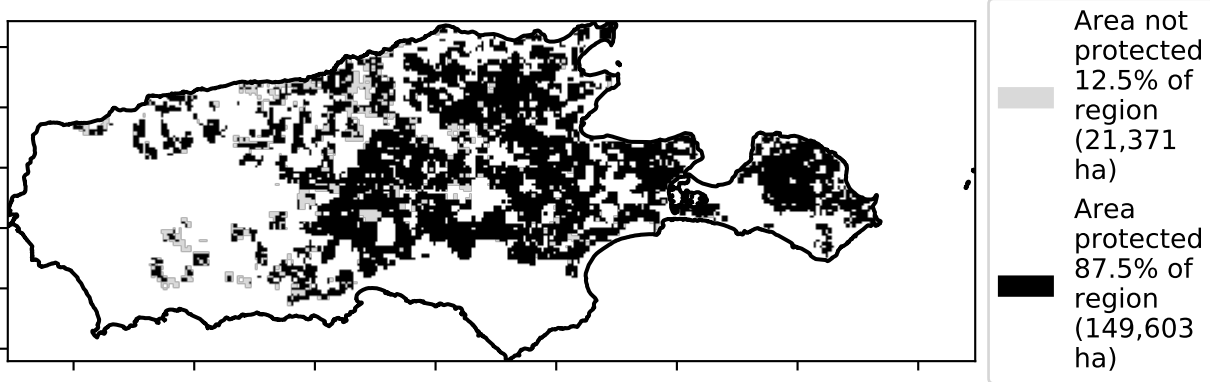 Area not
protected
12.5% of
region
(21,371
ha)
Area
protected
87.5% of
region
(149,603
ha)